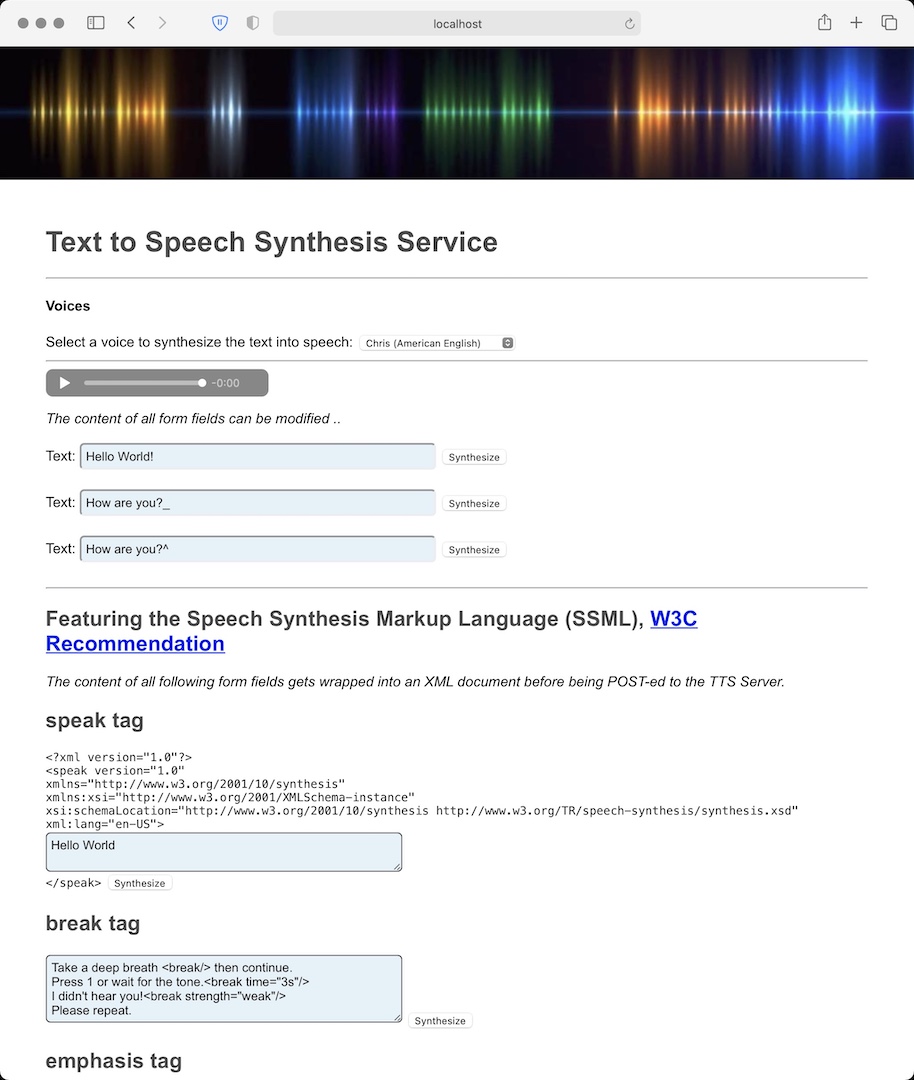 localhost
Text to Speech Synthesis Service
Voices
Select a voice to synthesize the text into speech: Chris (American English)
-0:00
The content of all form fields can be modified ..
Text: Hello World! Synthesize
Text: How are you?_ Synthesize
Text: How are you?^ Synthesize
Featuring the Speech Synthesis Markup Language (SSML), W3C
Recommendation
The content of all following form fields gets wrapped into an XML document before being POST-ed to the TTS Server.
speak tag
<?xml version="1.0"?>
<speak version="1.0"
xmlns="http://www.w3.org/2001/10/synthesis"
xmlns:xsi="http://www.w3.org/2001/XMLSchema-instance"
xsi:schemaLocation="http://www.w3.org/2001/10/synthesis http://www.w3.org/TR/speech-synthesis/synthesis.xsd"
xml:lang="en-US">
Hello World
</speak> Synthesize
break tag
Take a deep breath <break/> then continue.
Press 1 or wait for the tone.<break time="3s"/>
I didn't hear you!<break strength="weak"/>
Please repeat.
Synthesize
emphasis tag